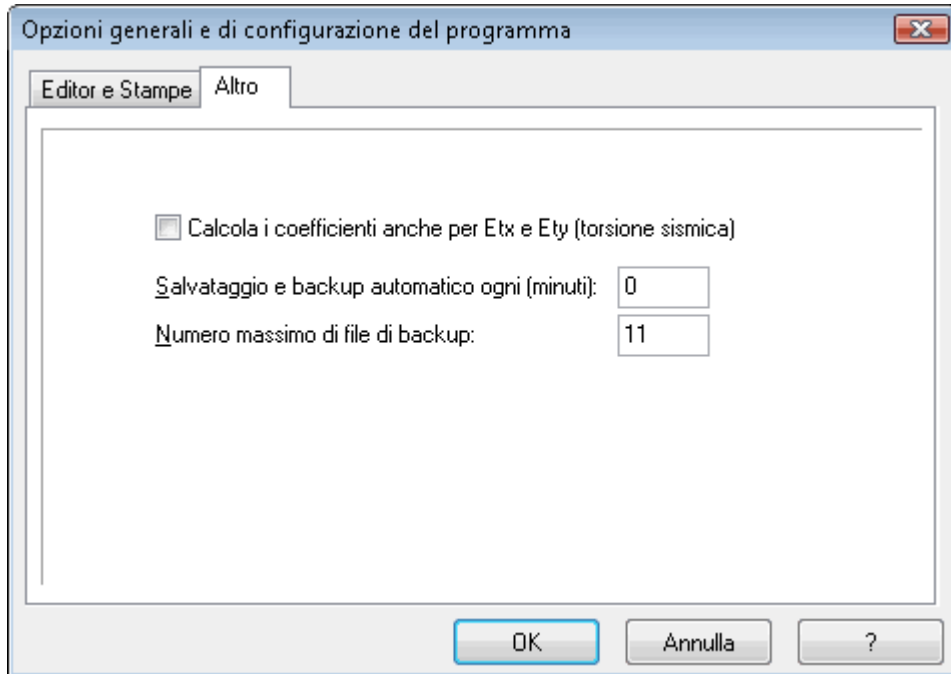 Opzioni generali e di configurazione del programma
Editor e Stampe Altro
Calcola i coefficienti anche per Etx e Ety (torsione sismica)
Salvataggio e backup automatico ogni (minuti): 0
Numero massimo di file di backup: 11
OK Annulla ?